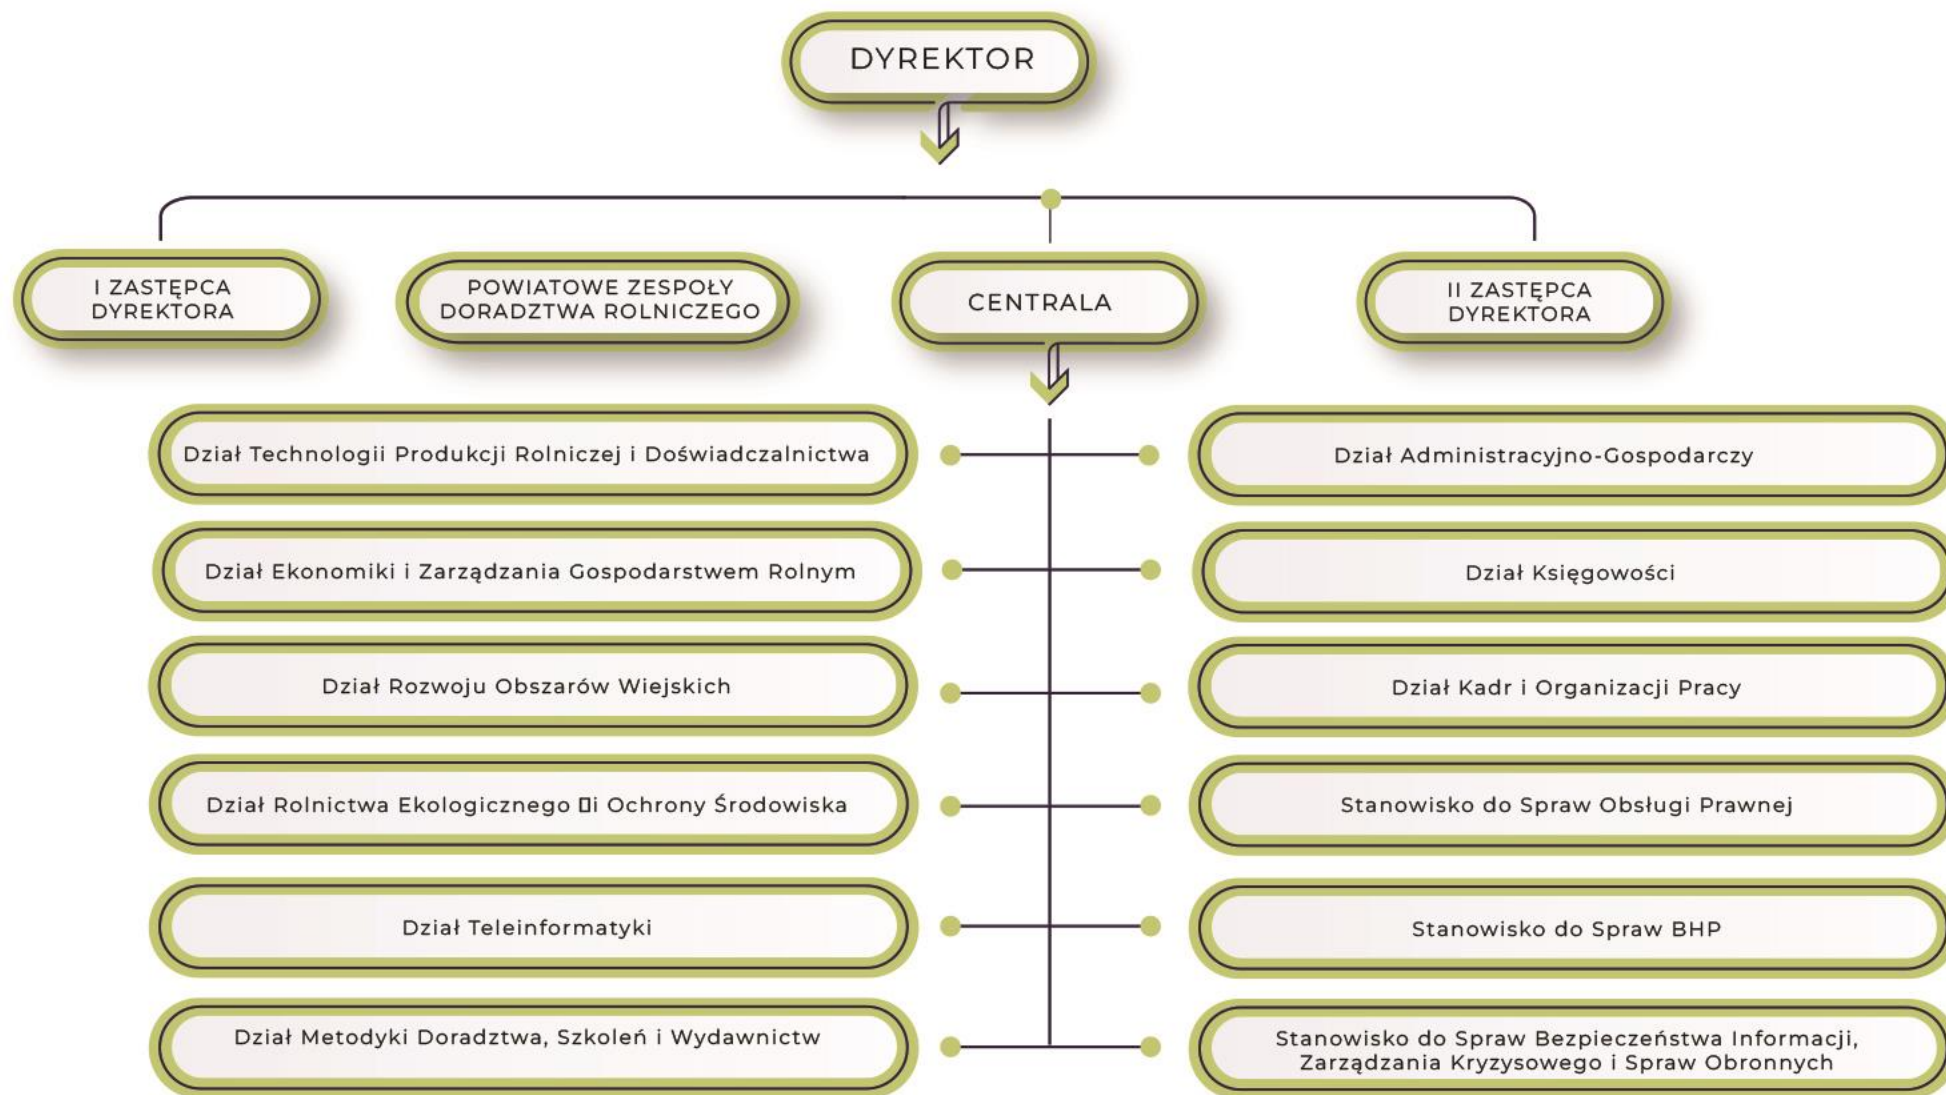 DYREKTOR
I ZASTĘPCA
DYREKTORA
POWIATOWE ZESPOŁY
DORADZTWA ROLNICZEGO
CENTRALA
II ZASTĘPCA
DYREKTORA
Dział Technologii Produkcji Rolniczej i Doświadczalnictwa
Dział Administracyjno-Gospodarczy
Dział Ekonomiki i Zarządzania Gospodarstwem Rolnym
Dział Księgowości
Dział Rozwoju Obszarów Wiejskich
Dział Kadr i Organizacji Pracy
Dział Rolnictwa Ekologicznego ▯i Ochrony Środowiska
Stanowisko do Spraw Obsługi Prawnej
Dział Teleinformatyki
Stanowisko do Spraw BHP
Dział Metodyki Doradztwa, Szkoleń i Wydawnictw
Stanowisko do Spraw Bezpieczeństwa Informacji,
Zarządzania Kryzysowego i Spraw Obronnych